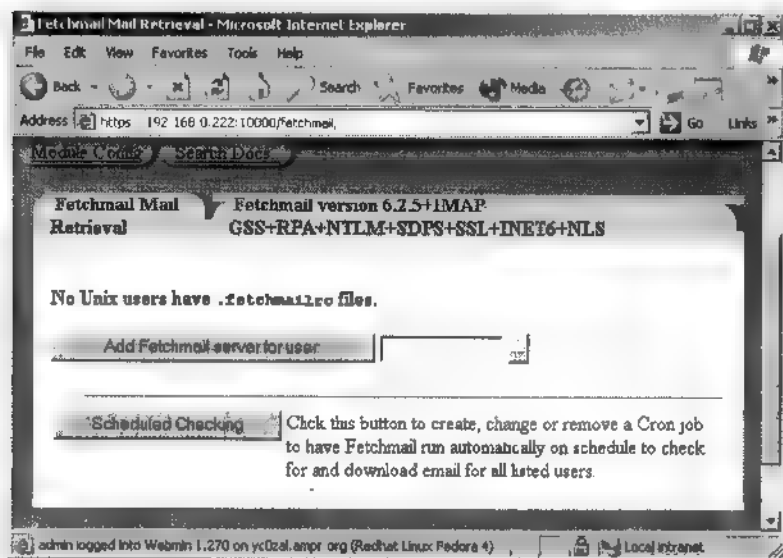 Fetchmail Mail Retrieval - Microsoft Internet Explorer
File Edit View Favorites Tools Help
Back Search Favorites Media
Address https 192 168 0.222:10000/fetchmail/ Go Links
Module Config Search Docs
Fetchmail Mail Retrieval
Fetchmail version 6.2.5+IMAP-
GSS+RPA+NTLM+SDPS+SSL+INET6+NLS
No Unix users have .fetchmailrc files.
Add Fetchmail server for user
Scheduled Checking
Click this button to create, change or remove a Cron job
to have Fetchmail run automatically on schedule to check
for and download email for all listed users.
admin logged into Webmin 1.270 on yc0zal.ampr org (Redhat Linux Fedora 4) Local intranet